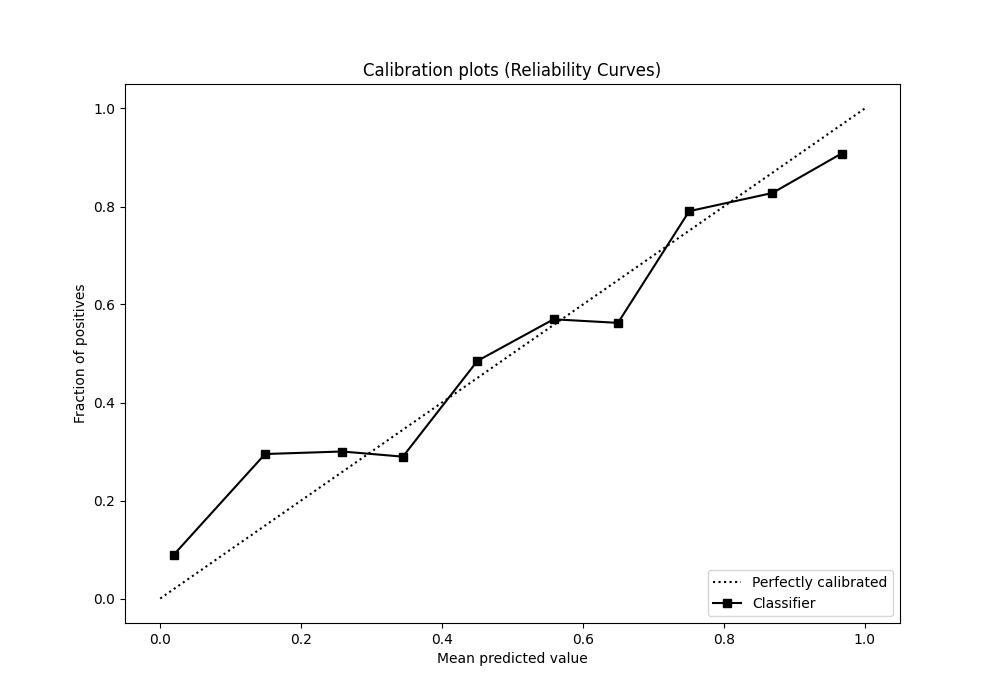 Calibration plots (Reliability Curves)
1.0
0.8
0.6
0.4
0.2
0.0
Fraction of positives
0.0 0.2 0.4 0.6 0.8 1.0
Mean predicted value
Perfectly calibrated
Classifier